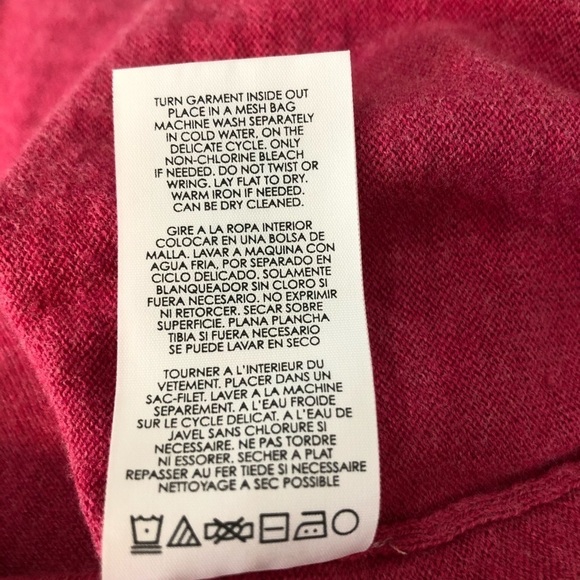 TURN GARMENT INSIDE OUT
PLACE IN A MESH BAG
MACHINE WASH SEPARATELY
IN COLD WATER, ON THE
DELICATE CYCLE. ONLY
NON-CHLORINE BLEACH
IF NEEDED. DO NOT TWIST OR
WRING. LAY FLAT TO DRY.
WARM IRON IF NEEDED.
CAN BE DRY CLEANED.
GIRE A LA ROPA INTERIOR
COLOCAR EN UNA BOLSA DE
MALLA. LAVAR A MAQUINA CON
AGUA FRIA, POR SEPARADO EN
CICLO DELICADO. SOLAMENTE
BLANQUEADOR SIN CLORO SI
FUERA NECESARIO. NO EXPRIMIR
NI RETORCER. SECAR SOBRE
SUPERFICIE. PLANA PLANCHA
TIBIA SI FUERA NECESARIO
SE PUEDE LAVAR EN SECO
TOURNER A L'INTERIEUR DU
VETEMENT. PLACER DANS UN
SAC-FILET. LAVER A LA MACHINE
SEPAREMENT. A L'EAU FROIDE
SUR LE CYCLE DELICAT. A L'EAU DE
JAVEL SANS CHLORURE SI
NECESSAIRE. NE PAS TORDRE
NI ESSORER. SECHER A PLAT
REPASSER AU FER TIEDE SI NECESSAIRE
NETTOYAGE A SEC POSSIBLE